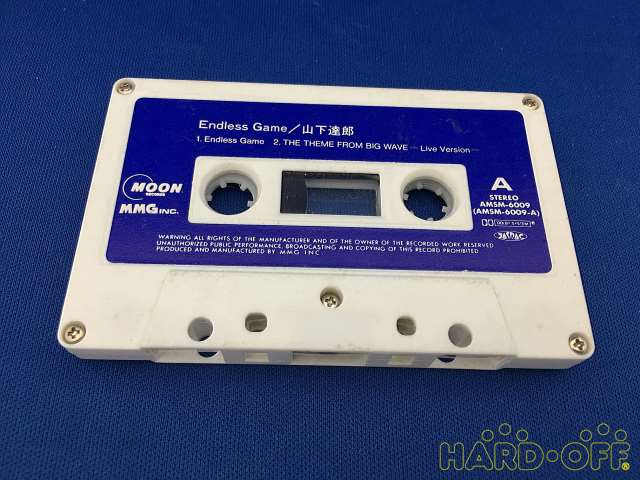 Endless Game/山下達郎
1. Endless Game 2. THE THEME FROM BIG WAVE —Live Version—
MOON
RECORDS
MMG INC.
A
STEREO
AMSM-6009
(AMSM-6009-A)
DOLBY SYSTEM
JASRAC
WARNING ALL RIGHTS OF THE MANUFACTURER AND OF THE OWNER OF THE RECORDED WORK RESERVED
UNAUTHORIZED PUBLIC PERFORMANCE, BROADCASTING AND COPYING OF THIS RECORD PROHIBITED
PRODUCED AND MANUFACTURED BY MMG INC
HARD·OFF®